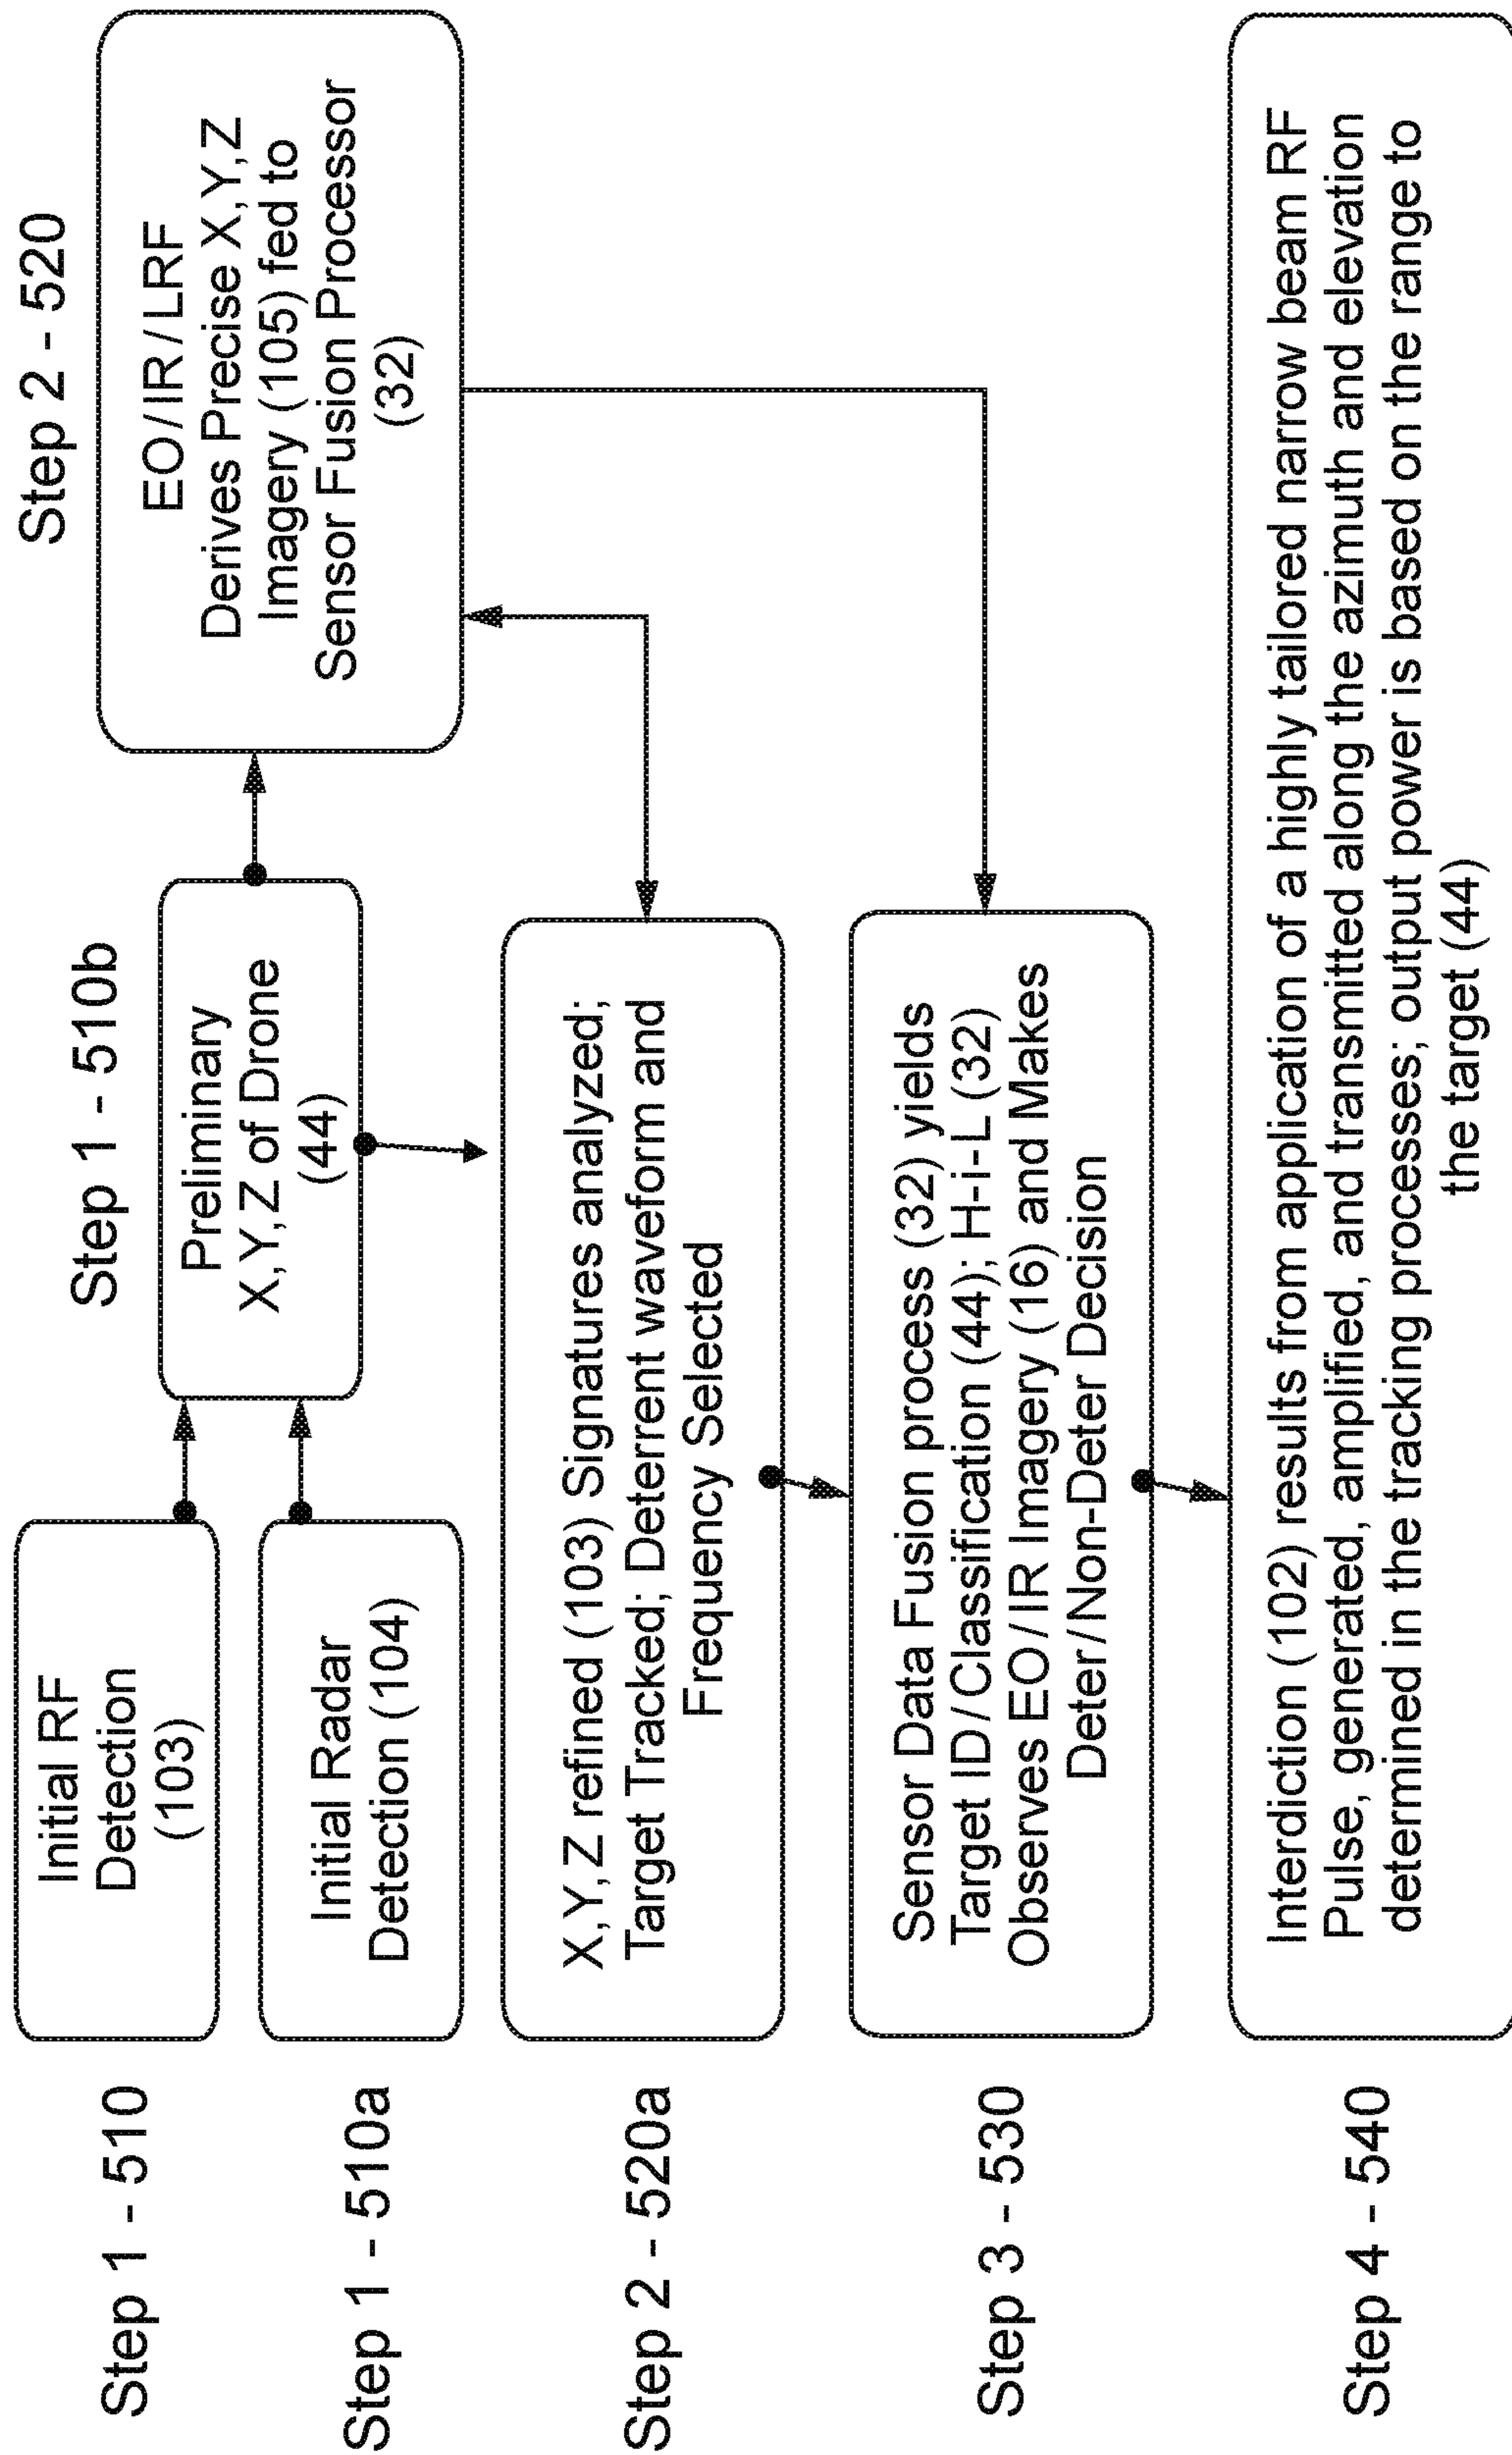 Step 1 - 510
Initial RF
Detection
(103)
Step 1 - 510a
Initial Radar
Detection (104)
Step 1 - 510b
Preliminary
X,Y,Z of Drone
(44)
Step 2 - 520
EO/IR/LRF
Derives Precise X,Y,Z
Imagery (105) fed to
Sensor Fusion Processor
(32)
Step 2 - 520a
X,Y,Z refined (103) Signatures analyzed;
Target Tracked; Deterrent waveform and
Frequency Selected
Step 3 - 530
Sensor Data Fusion process (32) yields
Target ID/Classification (44); H-i-L (32)
Observes EO/IR Imagery (16) and Makes
Deter/Non-Deter Decision
Step 4 - 540
Interdiction (102) results from application of a highly tailored narrow beam RF
Pulse, generated, amplified, and transmitted along the azimuth and elevation
determined in the tracking processes; output power is based on the range to
the target (44)